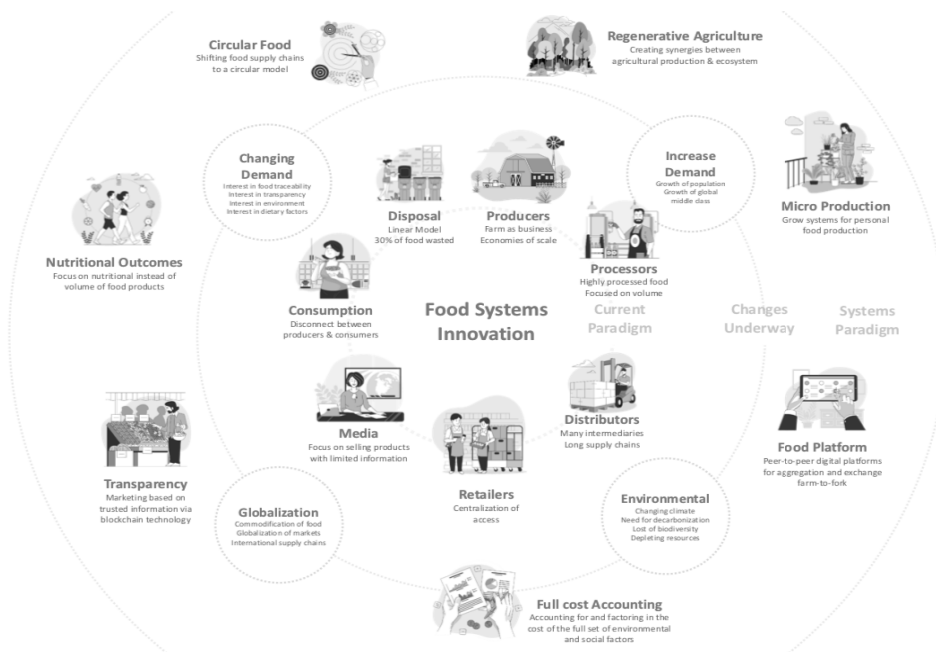 Circular Food
Shifting food supply chains
to a circular model
Regenerative Agriculture
Creating synergies between
agricultural production & ecosystem
Changing
Demand
Interest in food traceability
Interest in transparency
Interest in environment
Interest in dietary factors
Disposal
Linear Model
30% of food wasted
Producers
Farm as business
Economies of scale
Increase
Demand
Growth of population
Growth of global
middle class
Micro Production
Grow systems for personal
food production
Nutritional Outcomes
Focus on nutritional instead of
volume of food products
Consumption
Disconnect between
producers & consumers
Processors
Highly processed food
Focused on volume
Food Systems
Innovation
Current
Paradigm
Changes
Underway
Systems
Paradigm
Media
Focus on selling products
with limited information
Distributors
Many intermediaries
Long supply chains
Food Platform
Peer-to-peer digital platforms
for aggregation and exchange
farm-to-fork
Transparency
Marketing based on
trusted information via
blockchain technology
Retailers
Centralization of
access
Globalization
Commodification of food
Globalization of markets
International supply chains
Environmental
Changing climate
Need for decarbonization
Lost of biodiversity
Depleting resources
Full cost Accounting
Accounting for and factoring in the
cost of the full set of environmental
and social factors